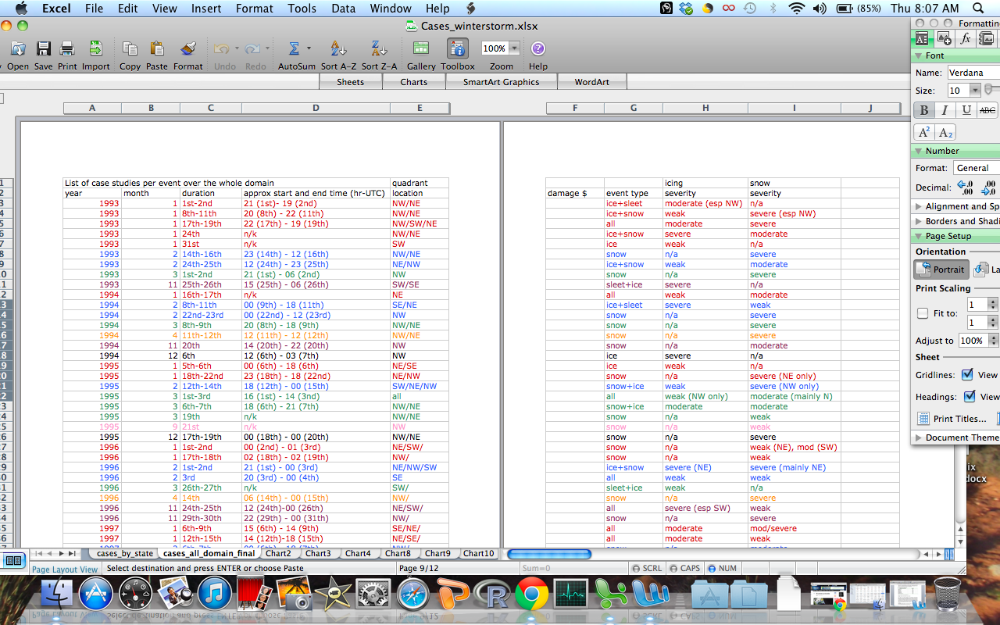 Excel File Edit View Insert Format Tools Data Window Help (85%) Thu 8:07 AM
Cases_winterstorm.xlsx
Open Save Print Import Copy Paste Format Undo Redo AutoSum Sort A-Z Sort Z-A Gallery Toolbox 100% Zoom Help
Sheets Charts SmartArt Graphics WordArt
A B C D E F G H I J
List of case studies per event over the whole domain quadrant icing snow
year month duration approx start and end time (hr-UTC) location damage $ event type severity severity
1993 1 1st-2nd 21 (1st)- 19 (2nd) NW/NE ice+sleet moderate (esp NW) n/a
1993 1 8th-11th 20 (8th) - 22 (11th) NW/NE ice+snow weak severe (esp NW)
1993 1 17th-19th 22 (17th) - 19 (19th) NW/SW/NE all moderate severe
1993 1 24th n/k NW/NE ice+snow severe moderate
1993 1 31st n/k SW ice weak n/a
1993 2 14th-16th 23 (14th) - 12 (16th) NW/NE snow n/a severe
1993 2 24th-25th 12 (24th) - 23 (25th) NE/NW ice+snow weak moderate
1993 3 1st-2nd 21 (1st) - 06 (2nd) NW snow n/a severe
1993 11 25th-26th 15 (25th) - 06 (26th) SW/SE sleet+ice severe n/a
1994 1 16th-17th n/k NE all weak moderate
1994 2 8th-11th 00 (9th) - 18 (11th) SE/NE ice+sleet severe weak
1994 2 22nd-23rd 00 (22nd) - 12 (23rd) NW snow n/a severe
1994 3 8th-9th 20 (8th) - 18 (9th) NW/NE snow n/a severe
1994 4 11th-12th 12 (11th) - 12 (12th) NW/NE snow n/a severe
1994 11 20th 14 (20th) - 22 (20th) NW snow n/a moderate
1994 12 6th 12 (6th) - 03 (7th) NW ice severe n/a
1995 1 5th-6th 00 (6th) - 18 (6th) NE/SE ice weak n/a
1995 1 18th-22nd 23 (18th) - 18 (22nd) NE/NW snow n/a severe (NE only)
1995 2 12th-14th 18 (12th) - 00 (15th) SW/NE/NW snow+ice weak severe (NW only)
1995 3 1st-3rd 16 (1st) - 14 (3nd) all all weak (NW only) moderate (mainly N)
1995 3 6th-7th 18 (6th) - 21 (7th) NW/NE snow+ice moderate moderate
1995 3 19th n/k NW/NE snow n/a weak
1995 9 21st n/k NW snow n/a weak
1995 12 17th-19th 00 (18th) - 00 (20th) NW/NE snow n/a severe
1996 1 1st-2nd 00 (2nd) - 01 (3rd) NE/SW/ snow n/a weak (NE), mod (SW)
1996 1 17th-18th 02 (18th) - 02 (19th) NW/ snow n/a weak
1996 2 1st-2nd 21 (1st) - 00 (3rd) NE/NW/SW ice+snow severe (NE) severe (mainly NE)
1996 2 3rd 20 (3rd) - 00 (4th) SE all weak weak
1996 3 26th-27th n/k SW/ sleet+ice weak n/a
1996 4 14th 06 (14th) - 00 (15th) NW/ snow n/a severe
1996 11 24th-25th 12 (24th)-00 (26th) NE/SW/ all severe (esp SW) weak
1996 11 29th-30th 22 (29th) - 00 (31th) NW/ snow n/a severe
1997 1 6th-9th 15 (6th) - 14 (9th) SE/NE/ all moderate mod/severe
1997 1 12th-15th 14 (12th)-18 (15th) NE/SE/ all moderate weak
cases_by_state cases_all_domain_final Chart2 Chart3 Chart4 Chart8 Chart9 Chart10
Page Layout View Select destination and press ENTER or choose Paste Page 9/12 Sum=0 SCRL CAPS NUM
Formattin
Font
Name: Verdana
Size: 10
B I U ABC
A2 A2
Number
Format: General
Decimal: .0 .00 .00 .0
Alignment and Sp
Borders and Shadi
Page Setup
Orientation
Portrait La
Print Scaling
Fit to: 1
1
Adjust to 100%
Sheet
Gridlines: View
Headings: View
Print Titles...
Document Theme
ix
docx